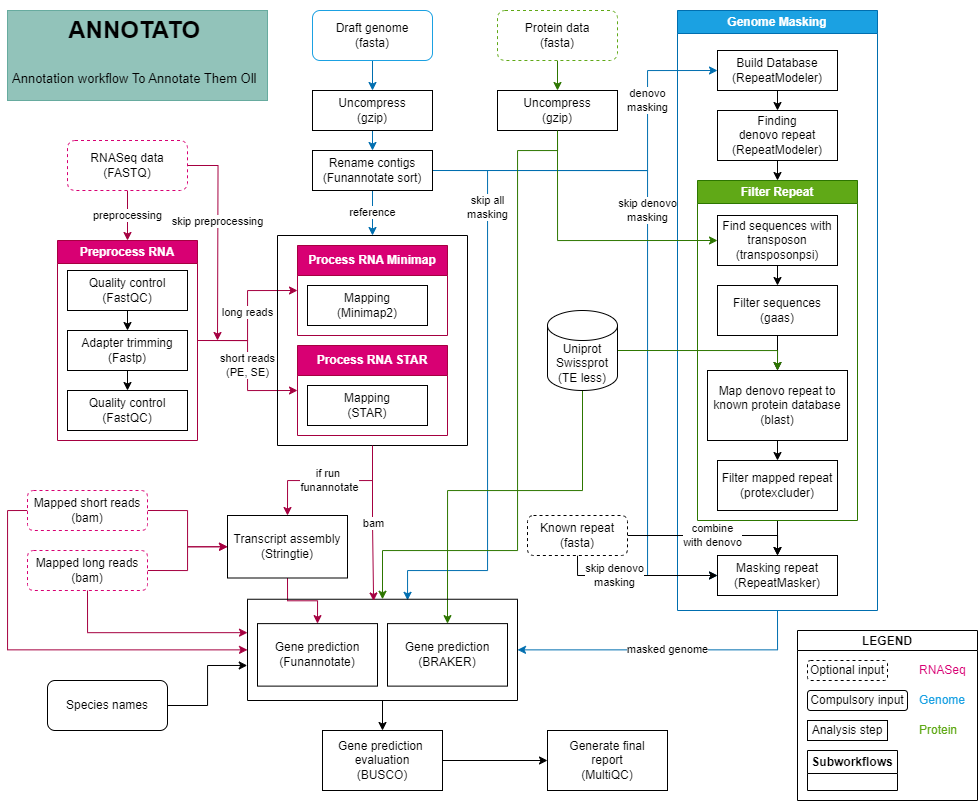 ANNOTATO
Annotation workflow To Annotate Them Oll
Draft genome
(fasta)
Protein data
(fasta)
Genome Masking
Uncompress
(gzip)
Uncompress
(gzip)
denovo
masking
Build Database
(RepeatModeler)
Finding
denovo repeat
(RepeatModeler)
RNASeq data
(FASTQ)
Rename contigs
(Funannotate sort)
preprocessing
skip preprocessing
reference
skip all
masking
skip denovo
masking
Filter Repeat
Find sequences with
transposon
(transposonpsi)
Preprocess RNA
Quality control
(FastQC)
Adapter trimming
(Fastp)
Quality control
(FastQC)
long reads
short reads
(PE, SE)
Process RNA Minimap
Mapping
(Minimap2)
Process RNA STAR
Mapping
(STAR)
Uniprot
Swissprot
(TE less)
Filter sequences
(gaas)
Map denovo repeat to
known protein database
(blast)
Filter mapped repeat
(protexcluder)
if run
funannotate
bam
Mapped short reads
(bam)
Mapped long reads
(bam)
Transcript assembly
(Stringtie)
Known repeat
(fasta)
combine
with denovo
skip denovo
masking
Masking repeat
(RepeatMasker)
Gene prediction
(Funannotate)
Gene prediction
(BRAKER)
masked genome
Species names
Gene prediction
evaluation
(BUSCO)
Generate final
report
(MultiQC)
LEGEND
Optional input
RNASeq
Compulsory input
Genome
Analysis step
Protein
Subworkflows